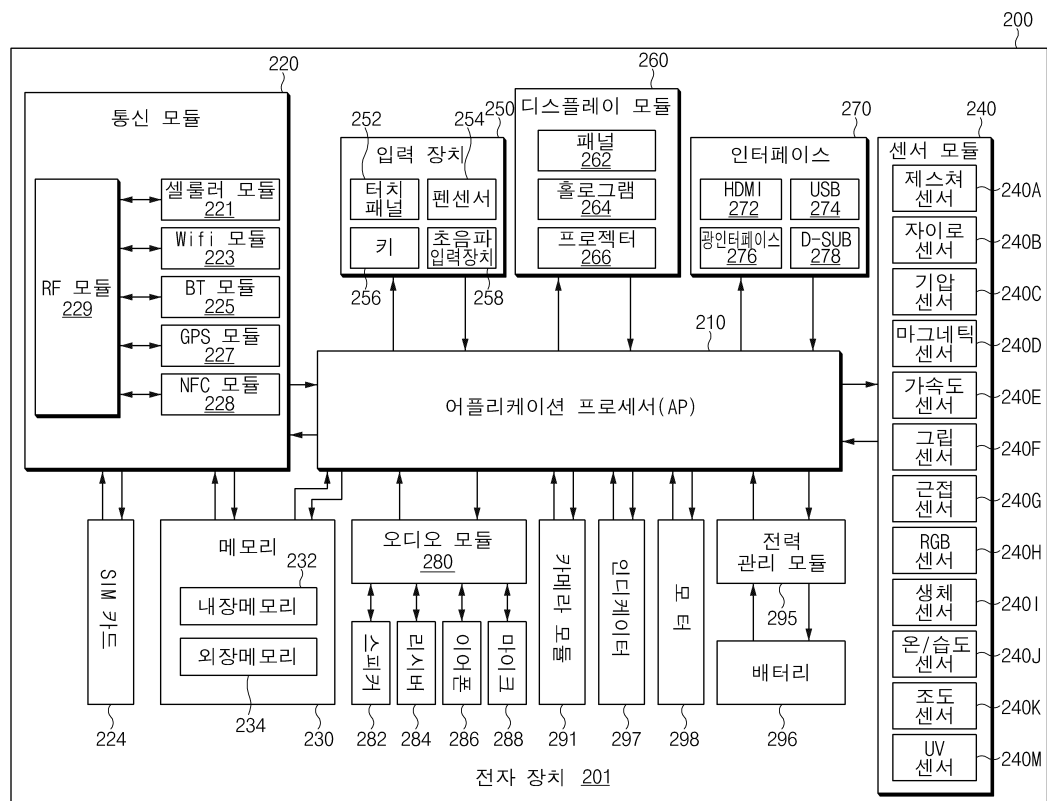 200
220
통신 모듈
RF 모듈
229
셀룰러 모듈
221
Wifi 모듈
223
BT 모듈
225
GPS 모듈
227
NFC 모듈
228
250
252
254
입력 장치
터치
패널
펜센서
키
초음파
입력장치
256
258
260
디스플레이 모듈
패널
262
홀로그램
264
프로젝터
266
270
인터페이스
HDMI
272
USB
274
광인터페이스
276
D-SUB
278
240
센서 모듈
제스쳐
센서
240A
자이로
센서
240B
기압
센서
240C
마그네틱
센서
240D
가속도
센서
240E
그립
센서
240F
근접
센서
240G
RGB
센서
240H
생체
센서
240I
온/습도
센서
240J
조도
센서
240K
UV
센서
240M
210
어플리케이션 프로세서(AP)
SIM 카드
224
메모리
232
내장메모리
외장메모리
234
230
오디오 모듈
280
스피커
282
리시버
284
이어폰
286
마이크
288
카메라 모듈
291
인디케이터
297
모 터
298
전력
관리 모듈
295
배터리
296
전자 장치 201